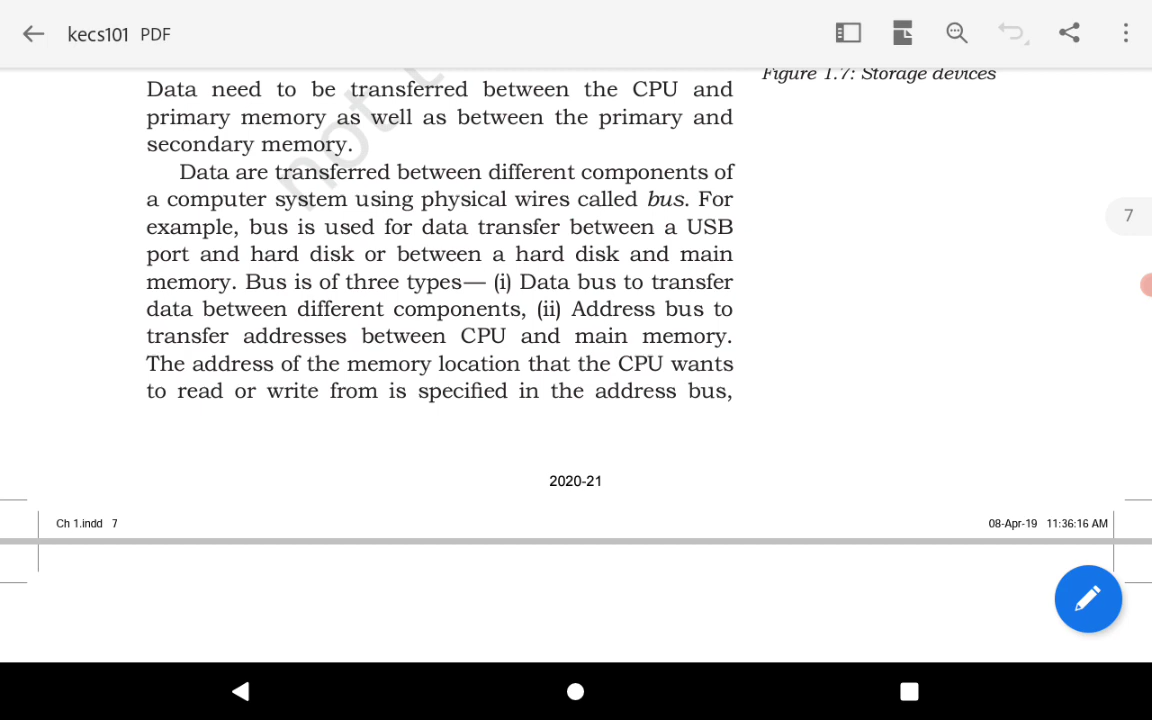 kecs101 PDF
Figure 1.7: Storage devices
Data need to be transferred between the CPU and
primary memory as well as between the primary and
secondary memory.
Data are transferred between different components of
a computer system using physical wires called bus. For
example, bus is used for data transfer between a USB
port and hard disk or between a hard disk and main
memory. Bus is of three types— (i) Data bus to transfer
data between different components, (ii) Address bus to
transfer addresses between CPU and main memory.
The address of the memory location that the CPU wants
to read or write from is specified in the address bus,
not t
7
2020-21
Ch 1.indd 7
08-Apr-19 11:36:16 AM